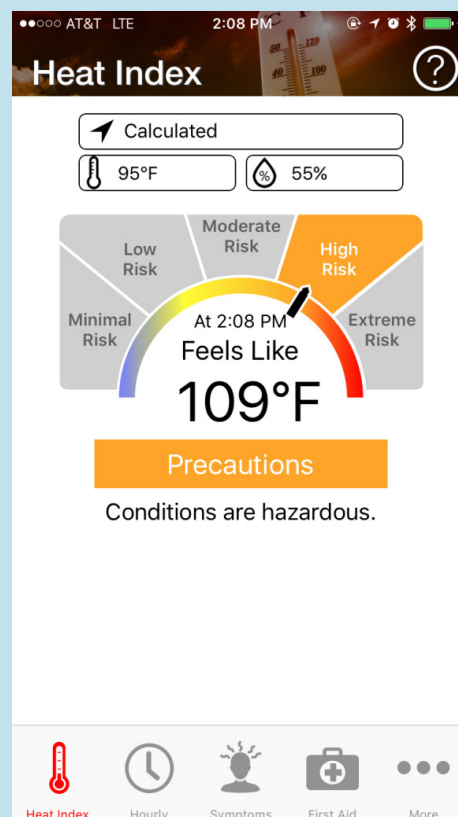 AT&T LTE 2:08 PM
Heat Index ?
Calculated
95°F % 55%
Moderate
Risk
Low
Risk
High
Risk
Minimal
Risk
Extreme
Risk
At 2:08 PM
Feels Like
109°F
Precautions
Conditions are hazardous.
Heat Index Hourly Symptoms First Aid More